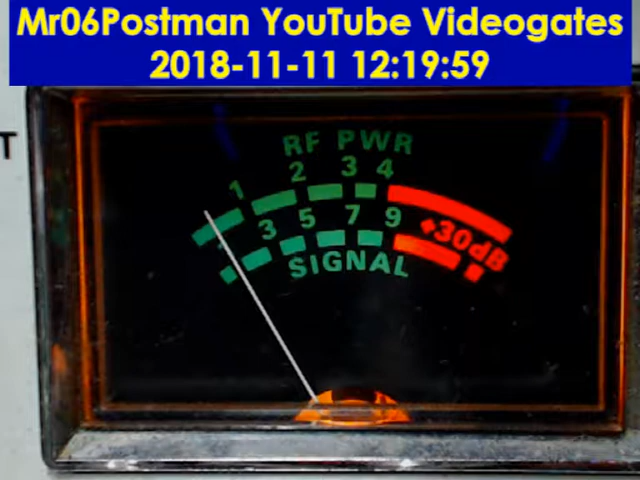 Mr06Postman YouTube Videogates
2018-11-11 12:19:59
T
RF PWR
1 2 3 4
3 5 7 9 +30dB
SIGNAL